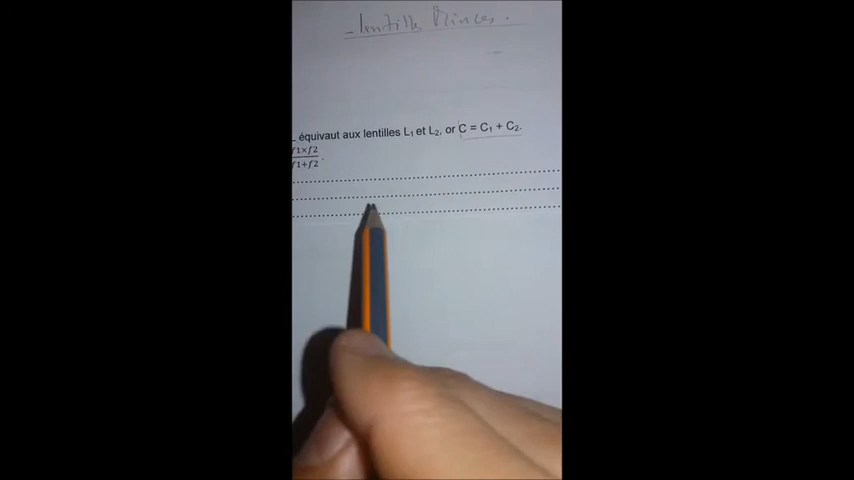 - lentille Minces.
équivaut aux lentilles L₁ et L₂, or C = C₁ + C₂.
f1×f2
f1+f2 .